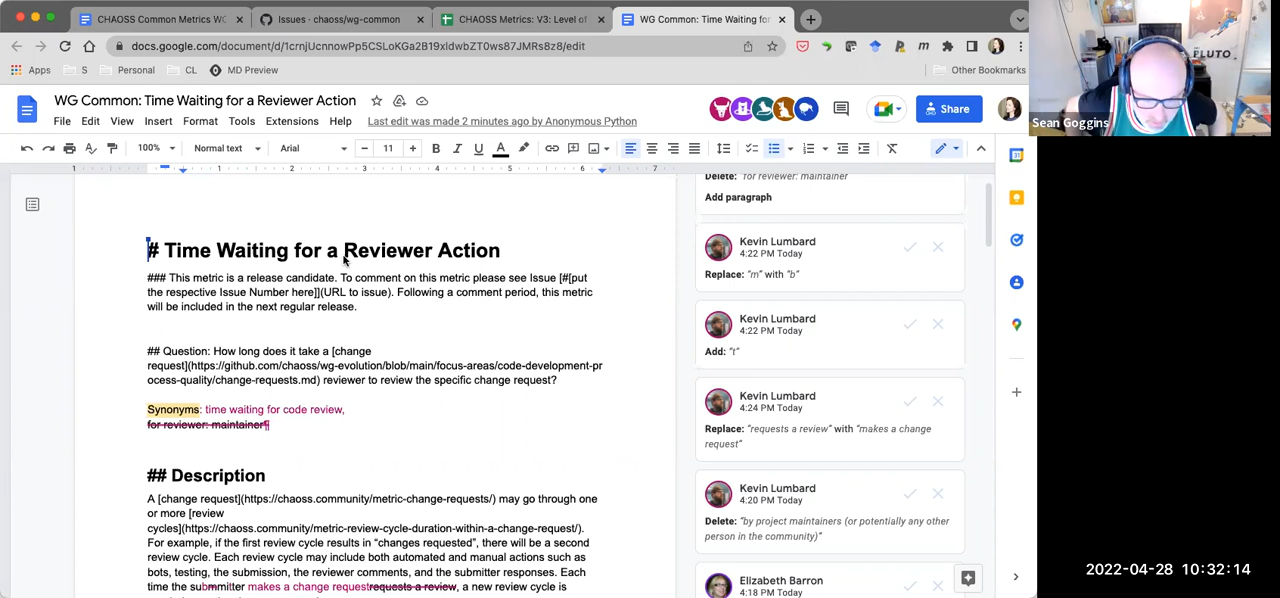 CHAOSS Common Metrics WG
Issues · chaoss/wg-common
CHAOSS Metrics: V3: Level of
WG Common: Time Waiting for
docs.google.com/document/d/1crnjUcnnowPp5CSLoKGa2B19xIdwbZT0ws87JMRs8z8/edit
Apps
S
Personal
CL
MD Preview
Other Bookmarks
PLUTO
Sean Goggins
WG Common: Time Waiting for a Reviewer Action
File Edit View Insert Format Tools Extensions Help Last edit was made 2 minutes ago by Anonymous Python
Share
100% Normal text Arial 11
1 1 2 3 4 5 6 7
# Time Waiting for a Reviewer Action
### This metric is a release candidate. To comment on this metric please see Issue [#[put
the respective Issue Number here]](URL to issue). Following a comment period, this metric
will be included in the next regular release.
## Question: How long does it take a [change
request](https://github.com/chaoss/wg-evolution/blob/main/focus-areas/code-development-pr
ocess-quality/change-requests.md) reviewer to review the specific change request?
Synonyms: time waiting for code review,
for reviewer: maintainer¶
## Description
A [change request](https://chaoss.community/metric-change-requests/) may go through one
or more [review
cycles](https://chaoss.community/metric-review-cycle-duration-within-a-change-request/).
For example, if the first review cycle results in “changes requested”, there will be a second
review cycle. Each review cycle may include both automated and manual actions such as
bots, testing, the submission, the reviewer comments, and the submitter responses. Each
time the subm​mitter makes a change requestrequests a review, a new review cycle is
Delete: “for reviewer: maintainer”
Add paragraph
Kevin Lumbard
4:22 PM Today
Replace: “m” with “b”
Kevin Lumbard
4:22 PM Today
Add: “t”
Kevin Lumbard
4:24 PM Today
Replace: “requests a review” with “makes a change
request”
Kevin Lumbard
4:20 PM Today
Delete: “by project maintainers (or potentially any other
person in the community)”
Elizabeth Barron
4:18 PM Today
2022-04-28 10:32:14